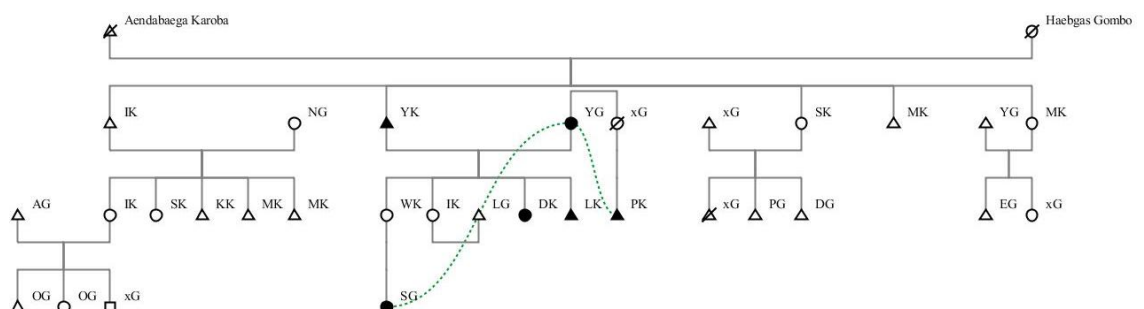 Aendabaega Karoba
Haebgas Gombo
IK
NG
YK
YG
xG
xG
SK
MK
YG
MK
AG
IK
SK
KK
MK
MK
WK
IK
LG
DK
LK
PK
xG
PG
DG
EG
xG
OG
OG
xG
SG